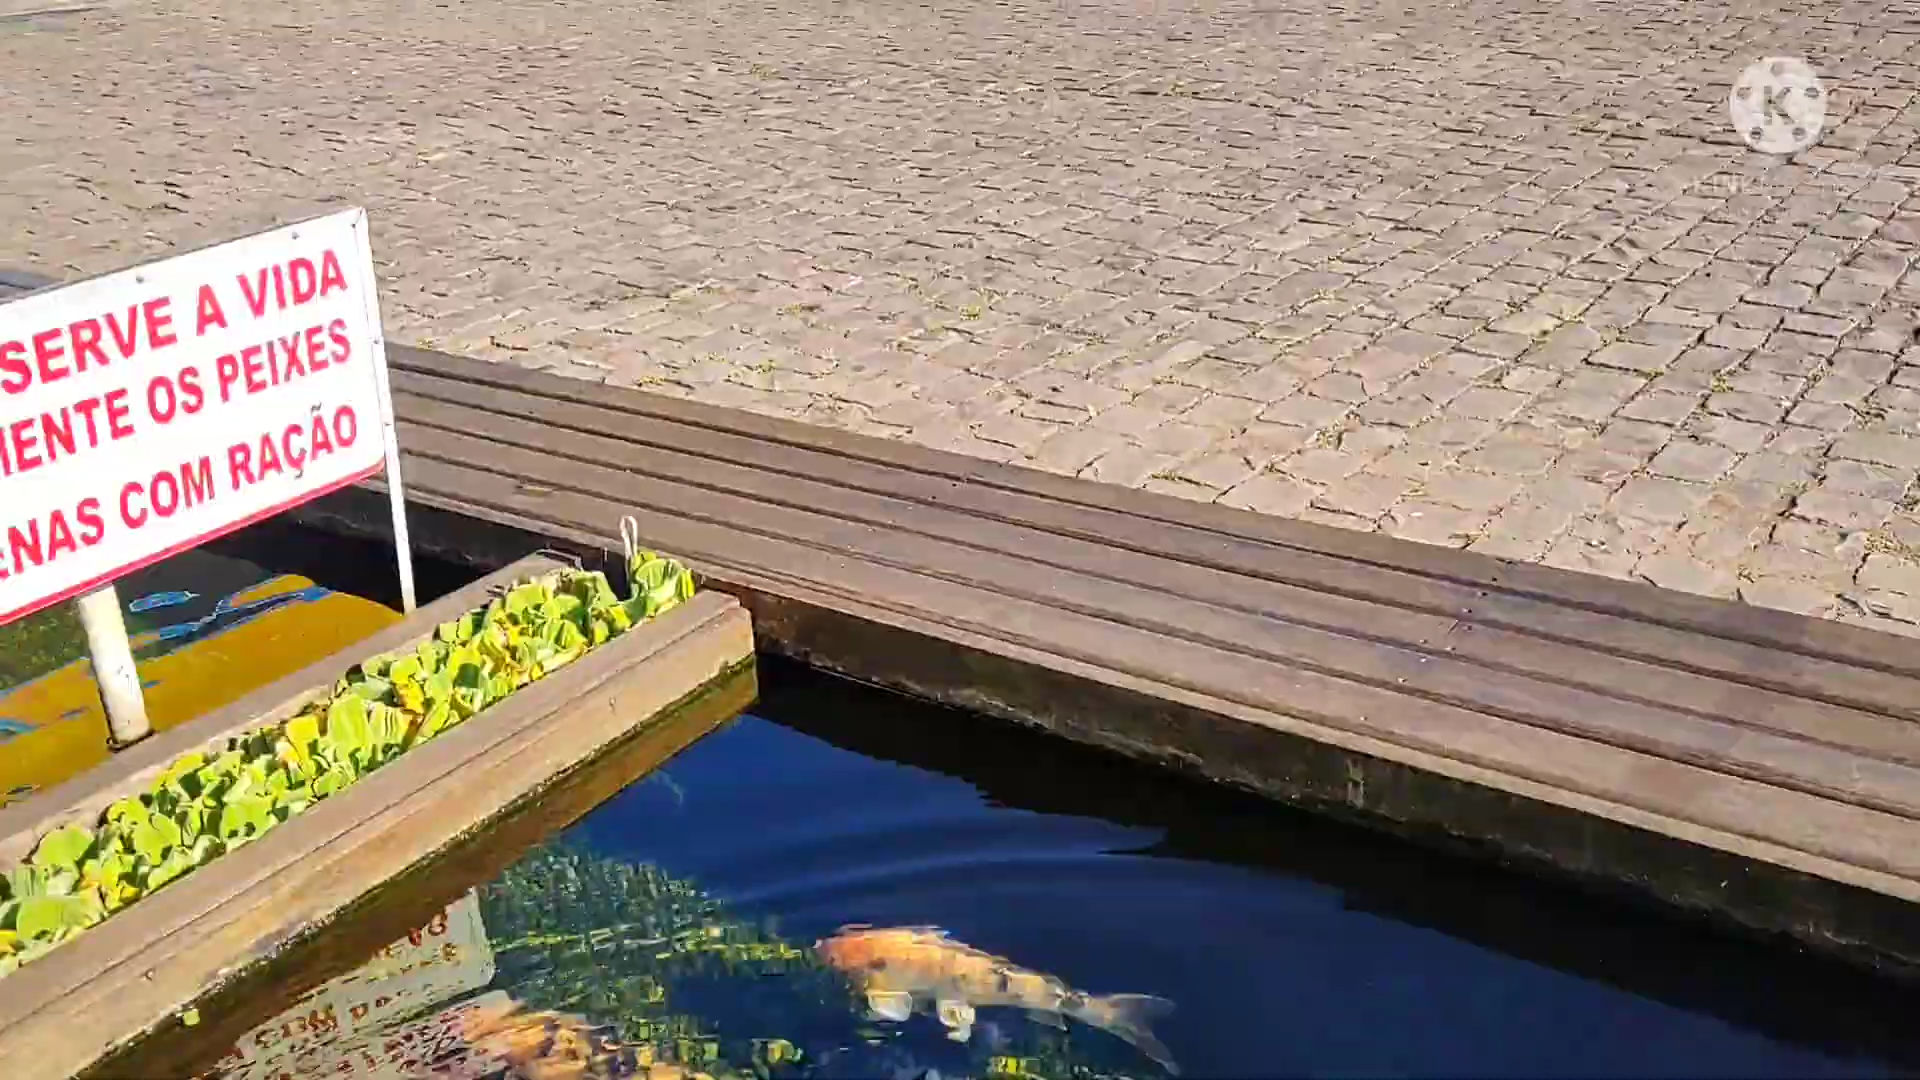 SERVE A VIDA
MENTE OS PEIXES
ENAS COM RAÇÃO
K